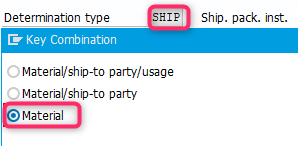 Determination type SHIP Ship. pack. inst.
Key Combination
Material/ship-to party/usage
Material/ship-to party
Material